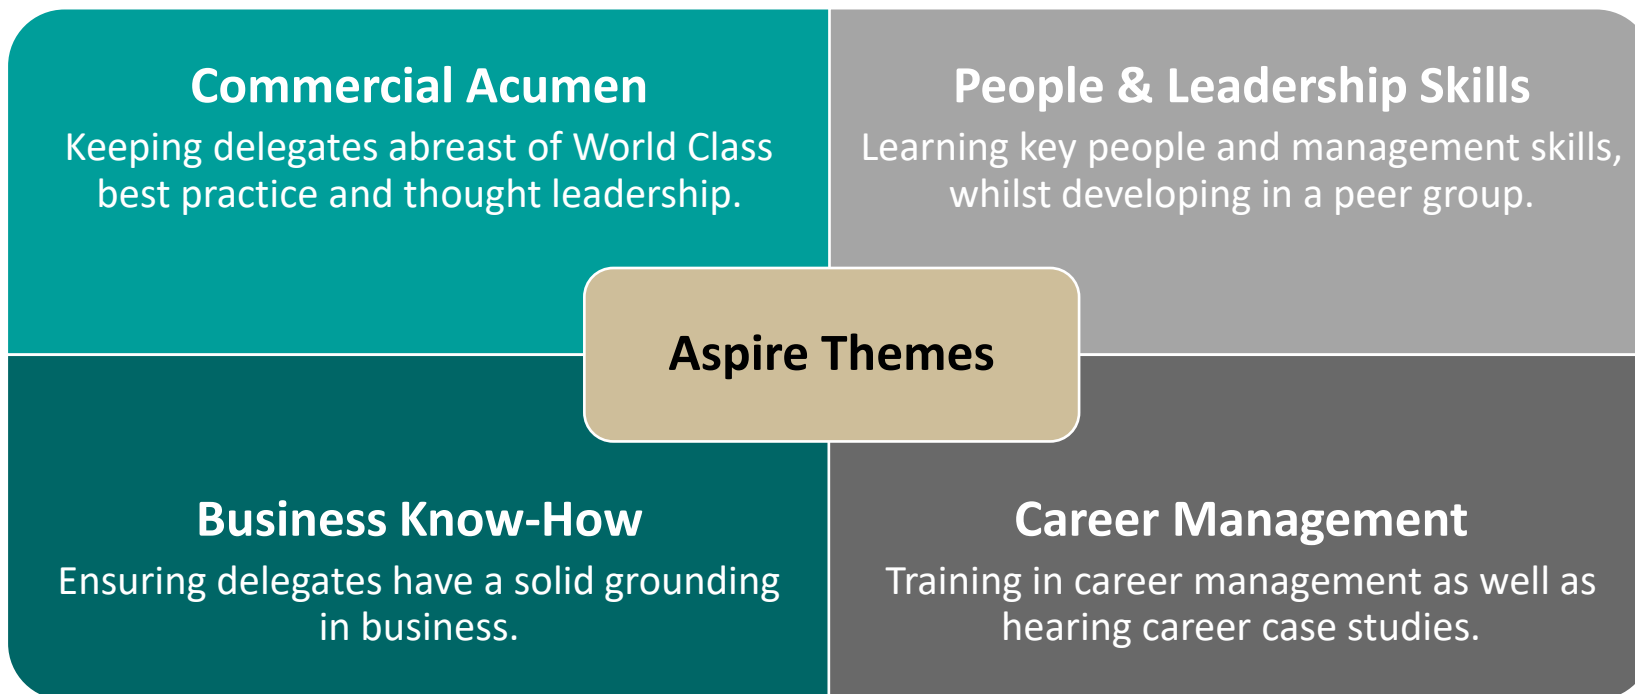 Commercial Acumen
Keeping delegates abreast of World Class
best practice and thought leadership.
People & Leadership Skills
Learning key people and management skills,
whilst developing in a peer group.
Aspire Themes
Business Know-How
Ensuring delegates have a solid grounding
in business.
Career Management
Training in career management as well as
hearing career case studies.